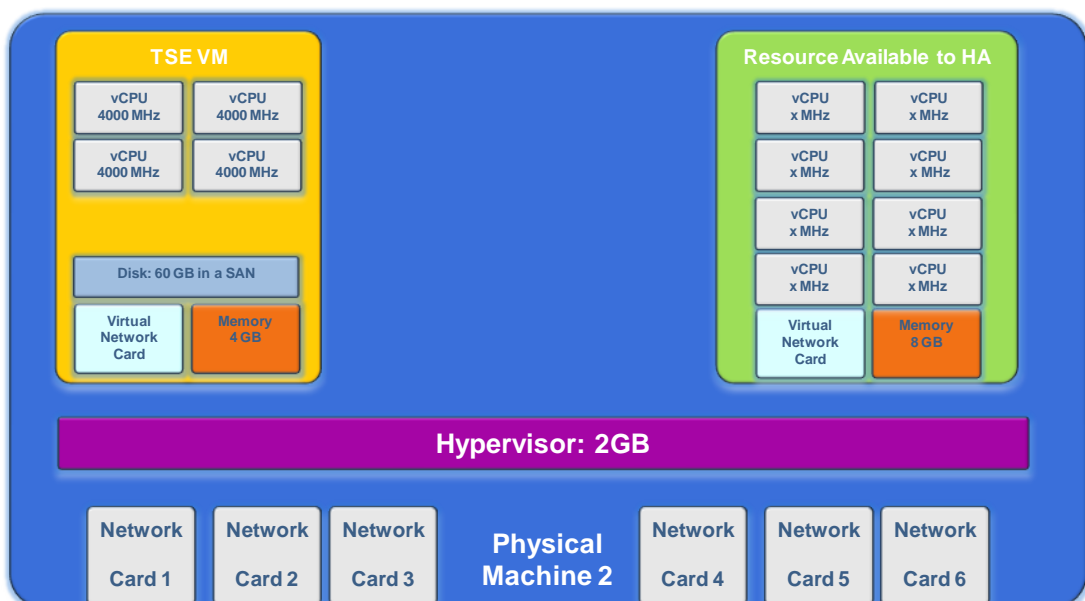 TSE VM
vCPU
4000 MHz
vCPU
4000 MHz
vCPU
4000 MHz
vCPU
4000 MHz
Disk: 60 GB in a SAN
Virtual
Network
Card
Memory
4 GB
Resource Available to HA
vCPU
x MHz
vCPU
x MHz
vCPU
x MHz
vCPU
x MHz
vCPU
x MHz
vCPU
x MHz
vCPU
x MHz
vCPU
x MHz
Virtual
Network
Card
Memory
8 GB
Hypervisor: 2GB
Network
Card 1
Network
Card 2
Network
Card 3
Physical
Machine 2
Network
Card 4
Network
Card 5
Network
Card 6